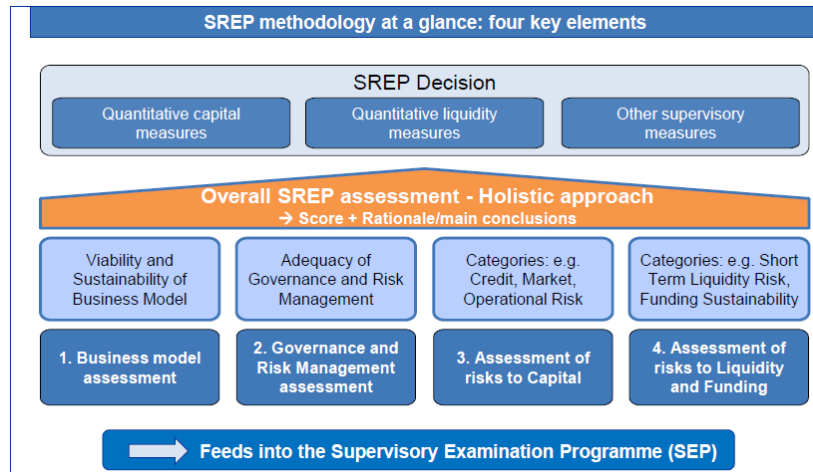 SREP methodology at a glance: four key elements
SREP Decision
Quantitative capital
measures
Quantitative liquidity
measures
Other supervisory
measures
Overall SREP assessment - Holistic approach
→ Score + Rationale/main conclusions
Viability and
Sustainability of
Business Model
Adequacy of
Governance and Risk
Management
Categories: e.g.
Credit, Market,
Operational Risk
Categories: e.g. Short
Term Liquidity Risk,
Funding Sustainability
1. Business model
assessment
2. Governance and
Risk Management
assessment
3. Assessment of
risks to Capital
4. Assessment of
risks to Liquidity
and Funding
Feeds into the Supervisory Examination Programme (SEP)